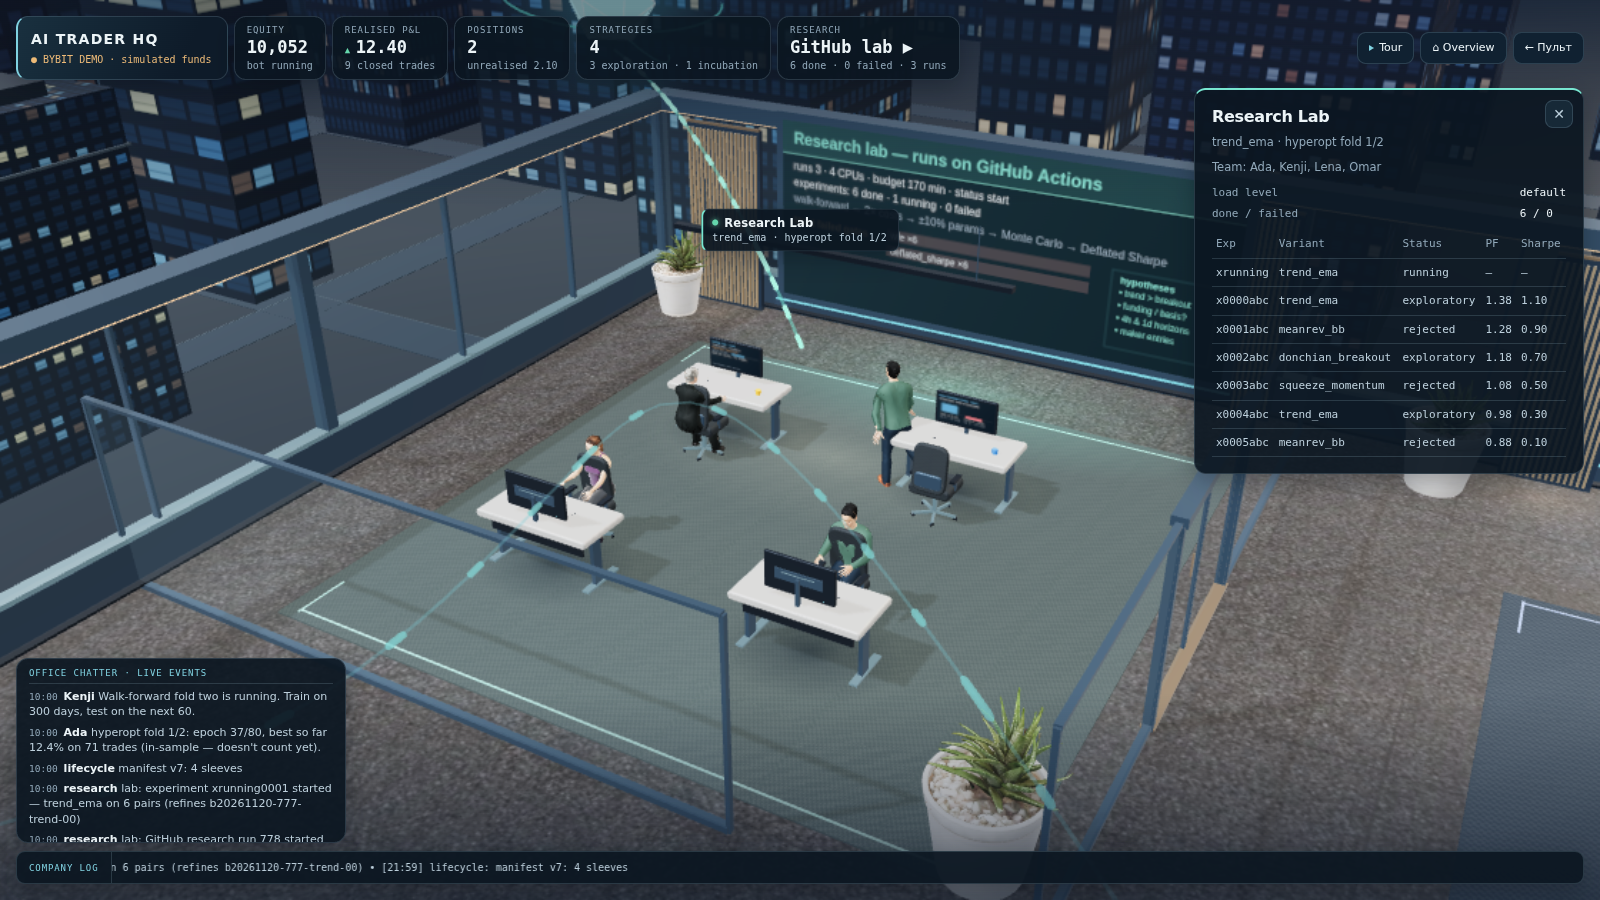 AI TRADER HQ
● BYBIT DEMO · simulated funds
EQUITY
10,052
bot running
REALISED P&L
▲ 12.40
9 closed trades
POSITIONS
2
unrealised 2.10
STRATEGIES
4
3 exploration · 1 incubation
RESEARCH
GitHub lab ▶
6 done · 0 failed · 3 runs
▸ Tour
⌂ Overview
← Пульт
Research lab — runs on GitHub Actions
runs 3 · 4 CPUs · budget 170 min · status start
experiments: 6 done · 1 running · 0 failed
→ ±10% params → Monte Carlo → Deflated Sharpe
deflated_sharpe ×6
hypotheses
• trend > breakout
• funding / basis?
• 4h & 1d horizons
• maker entries
Research Lab
trend_ema · hyperopt fold 1/2
Research Lab
✕
trend_ema · hyperopt fold 1/2
Team: Ada, Kenji, Lena, Omar
load level default
done / failed 6 / 0
Exp Variant Status PF Sharpe
xrunning trend_ema running — —
x0000abc trend_ema exploratory 1.38 1.10
x0001abc meanrev_bb rejected 1.28 0.90
x0002abc donchian_breakout exploratory 1.18 0.70
x0003abc squeeze_momentum rejected 1.08 0.50
x0004abc trend_ema exploratory 0.98 0.30
x0005abc meanrev_bb rejected 0.88 0.10
OFFICE CHATTER · LIVE EVENTS
10:00 Kenji Walk-forward fold two is running. Train on
300 days, test on the next 60.
10:00 Ada hyperopt fold 1/2: epoch 37/80, best so far
12.4% on 71 trades (in-sample — doesn't count yet).
10:00 lifecycle manifest v7: 4 sleeves
10:00 research lab: experiment xrunning0001 started
— trend_ema on 6 pairs (refines b20261120-777-
trend-00)
10:00 research lab: GitHub research run 778 started
COMPANY LOG
n 6 pairs (refines b20261120-777-trend-00) • [21:59] lifecycle: manifest v7: 4 sleeves